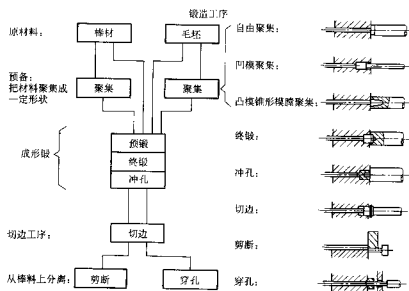 锻造工序
原材料：
棒材
毛坯
自由聚集：
预备：
把材料聚集成
一定形状
聚集
聚集
凹模聚集：
凸模锥形模膛聚集：
成形锻
预锻
终锻
冲孔
终锻：
冲孔：
切边工序：
切边
切边：
剪断：
从棒料上分离：
剪断
穿孔
穿孔：